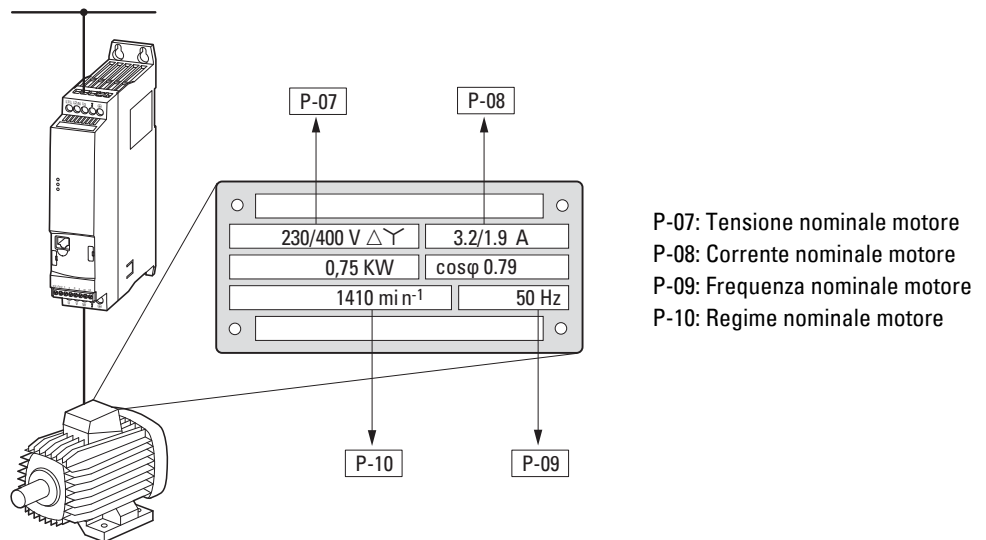 P-07
P-08
230/400 V △ Y
3.2/1.9 A
0,75 KW
cosφ 0.79
1410 min-1
50 Hz
P-10
P-09
P-07: Tensione nominale motore
P-08: Corrente nominale motore
P-09: Frequenza nominale motore
P-10: Regime nominale motore